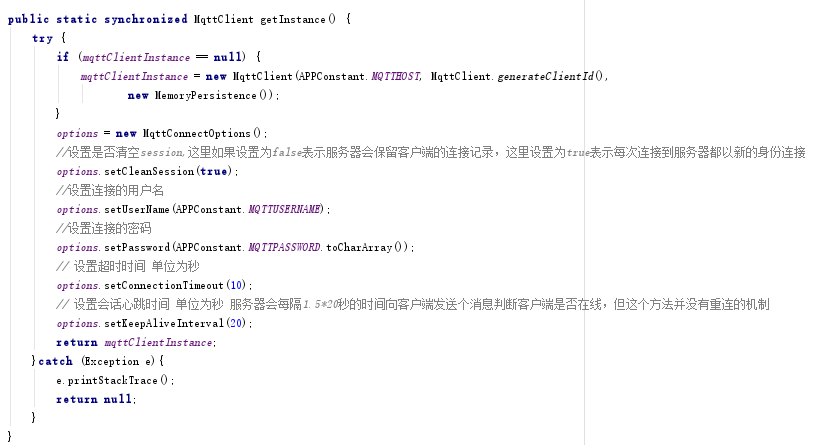 public static synchronized MqttClient getInstance() {
try {
if (mqttClientInstance == null) {
mqttClientInstance = new MqttClient(APPConstant.MQTTHOST, MqttClient.generateClientId(),
new MemoryPersistence());
}
options = new MqttConnectOptions();
//设置是否清空session,这里如果设置为false表示服务器会保留客户端的连接记录，这里设置为true表示每次连接到服务器都以新的身份连接
options.setCleanSession(true);
//设置连接的用户名
options.setUserName(APPConstant.MQTTUSERNAME);
//设置连接的密码
options.setPassword(APPConstant.MQTTPASSWORD.toCharArray());
// 设置超时时间 单位为秒
options.setConnectionTimeout(10);
// 设置会话心跳时间 单位为秒 服务器会每隔1.5*20秒的时间向客户端发送个消息判断客户端是否在线，但这个方法并没有重连的机制
options.setKeepAliveInterval(20);
return mqttClientInstance;
}catch (Exception e){
e.printStackTrace();
return null;
}
}